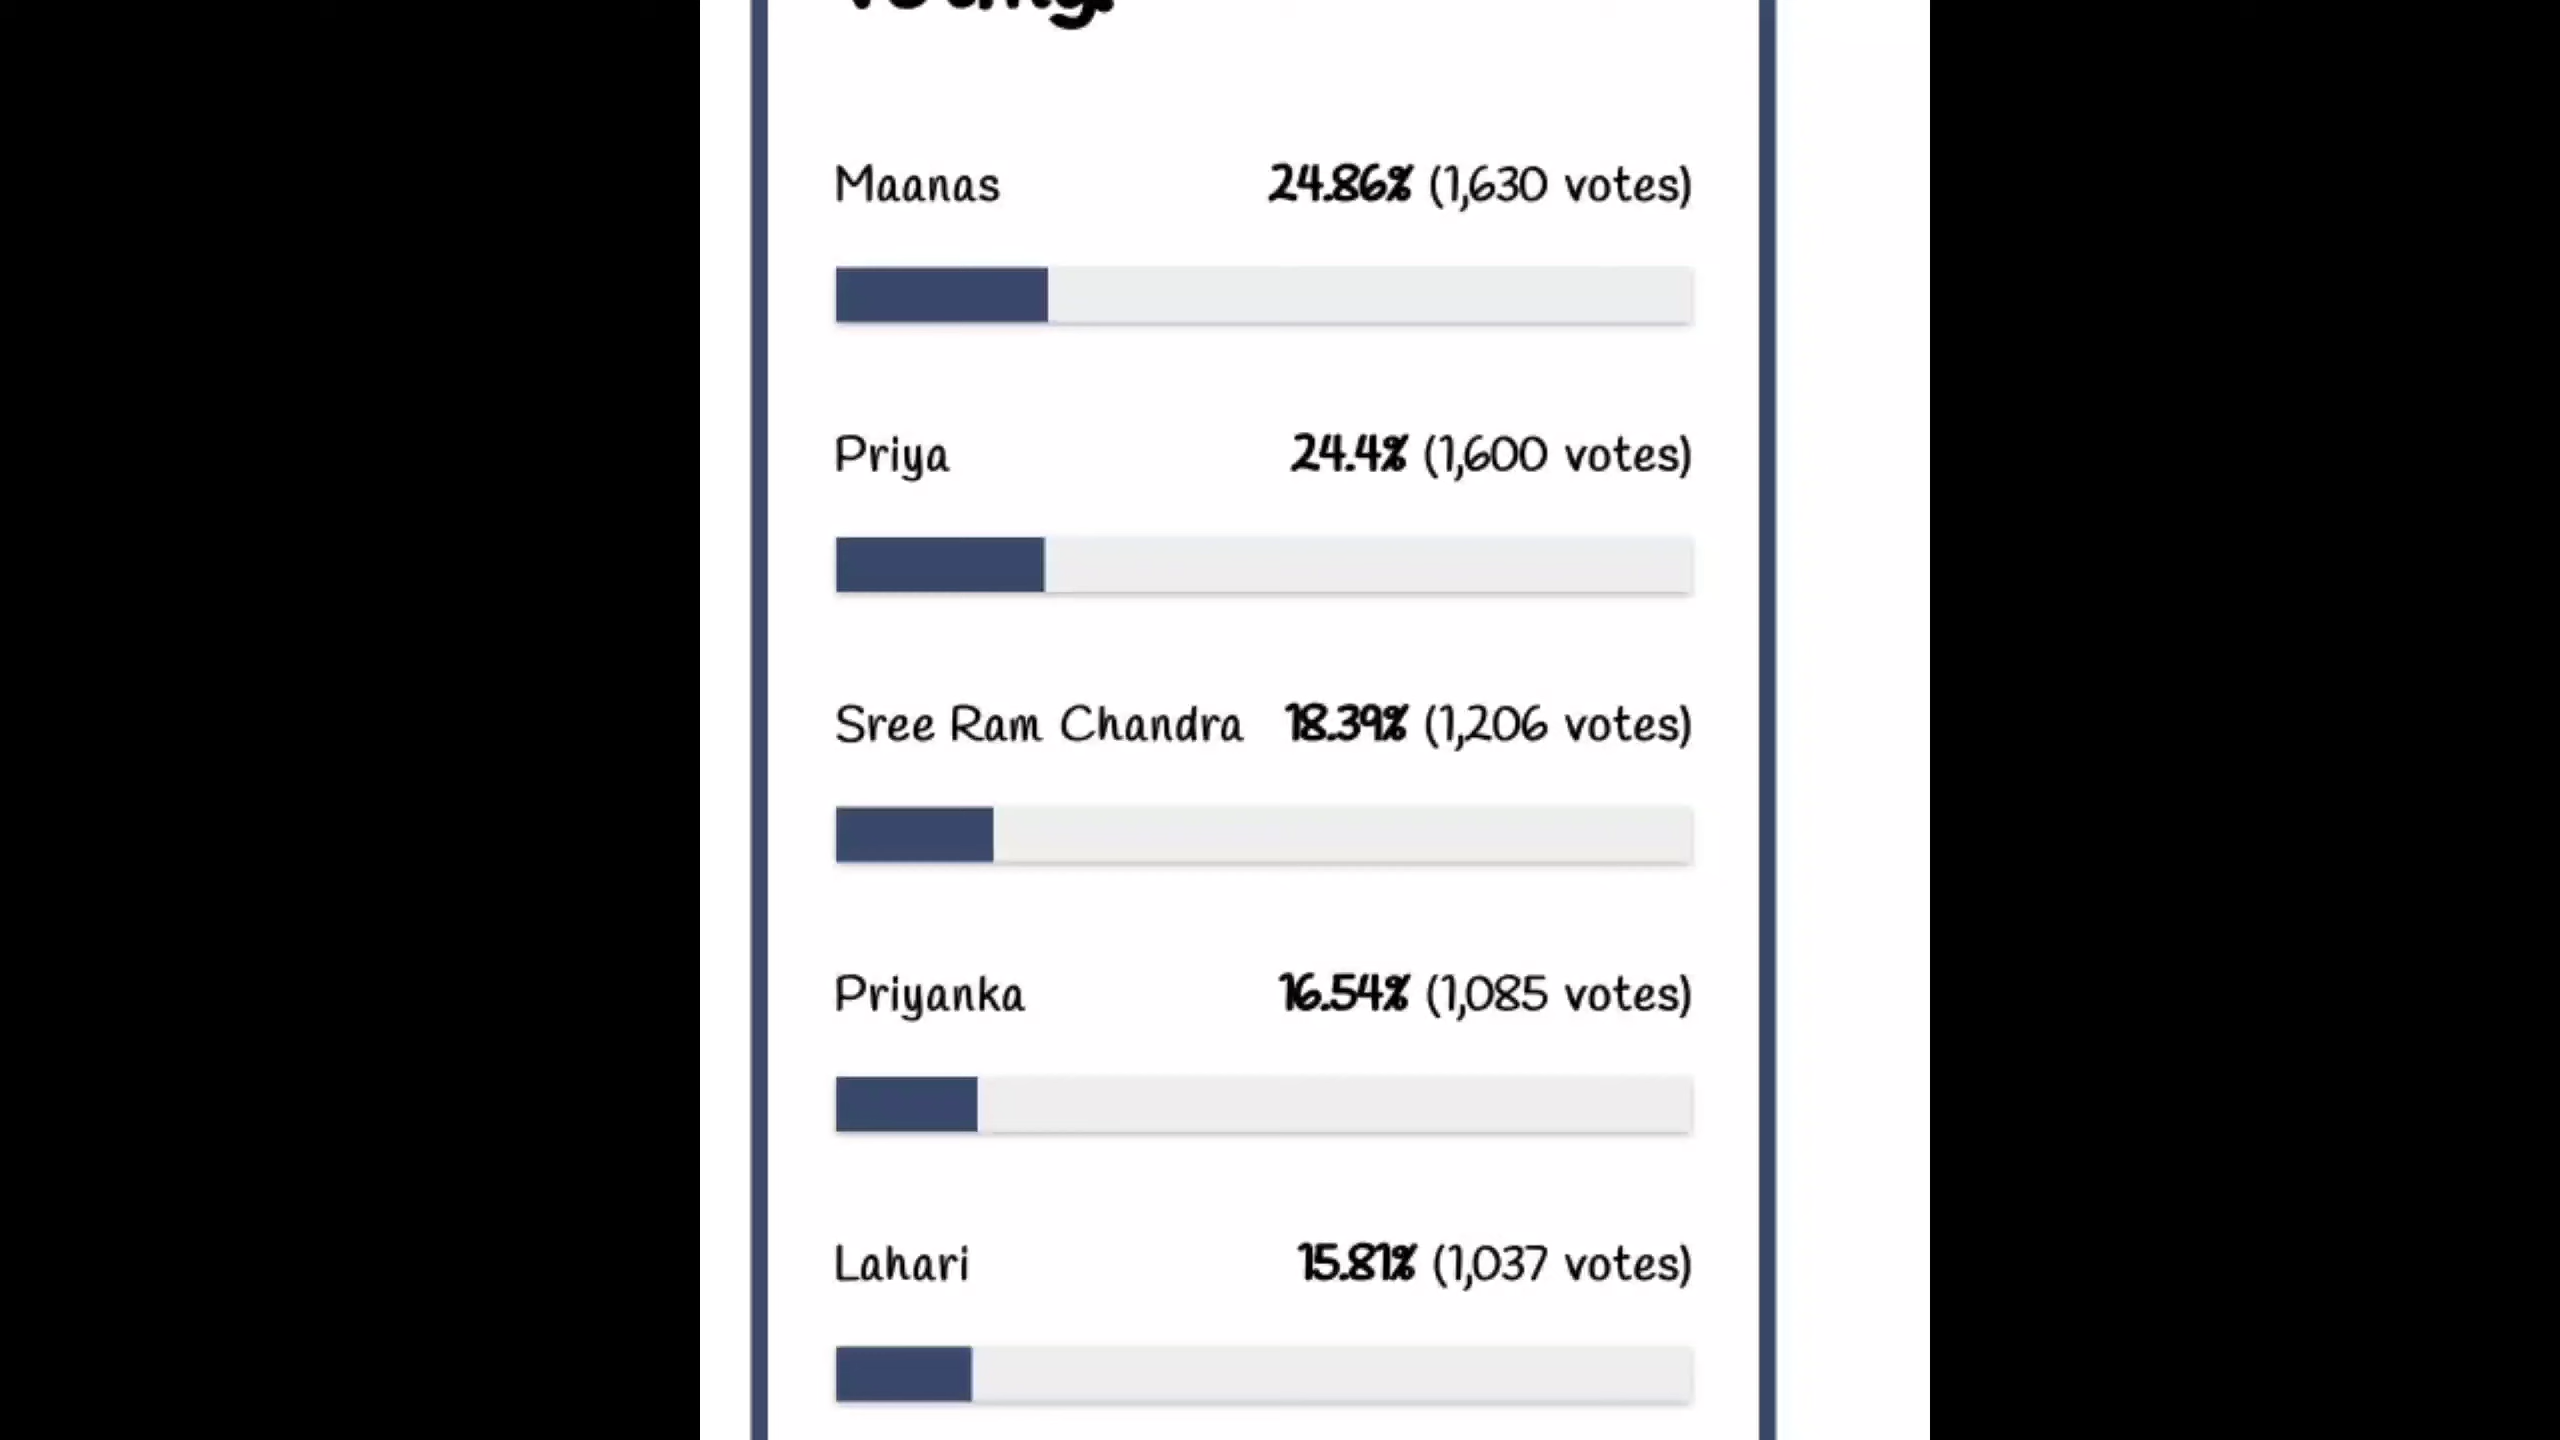 Maanas 24.86% (1,630 votes)
Priya 24.4% (1,600 votes)
Sree Ram Chandra 18.39% (1,206 votes)
Priyanka 16.54% (1,085 votes)
Lahari 15.81% (1,037 votes)